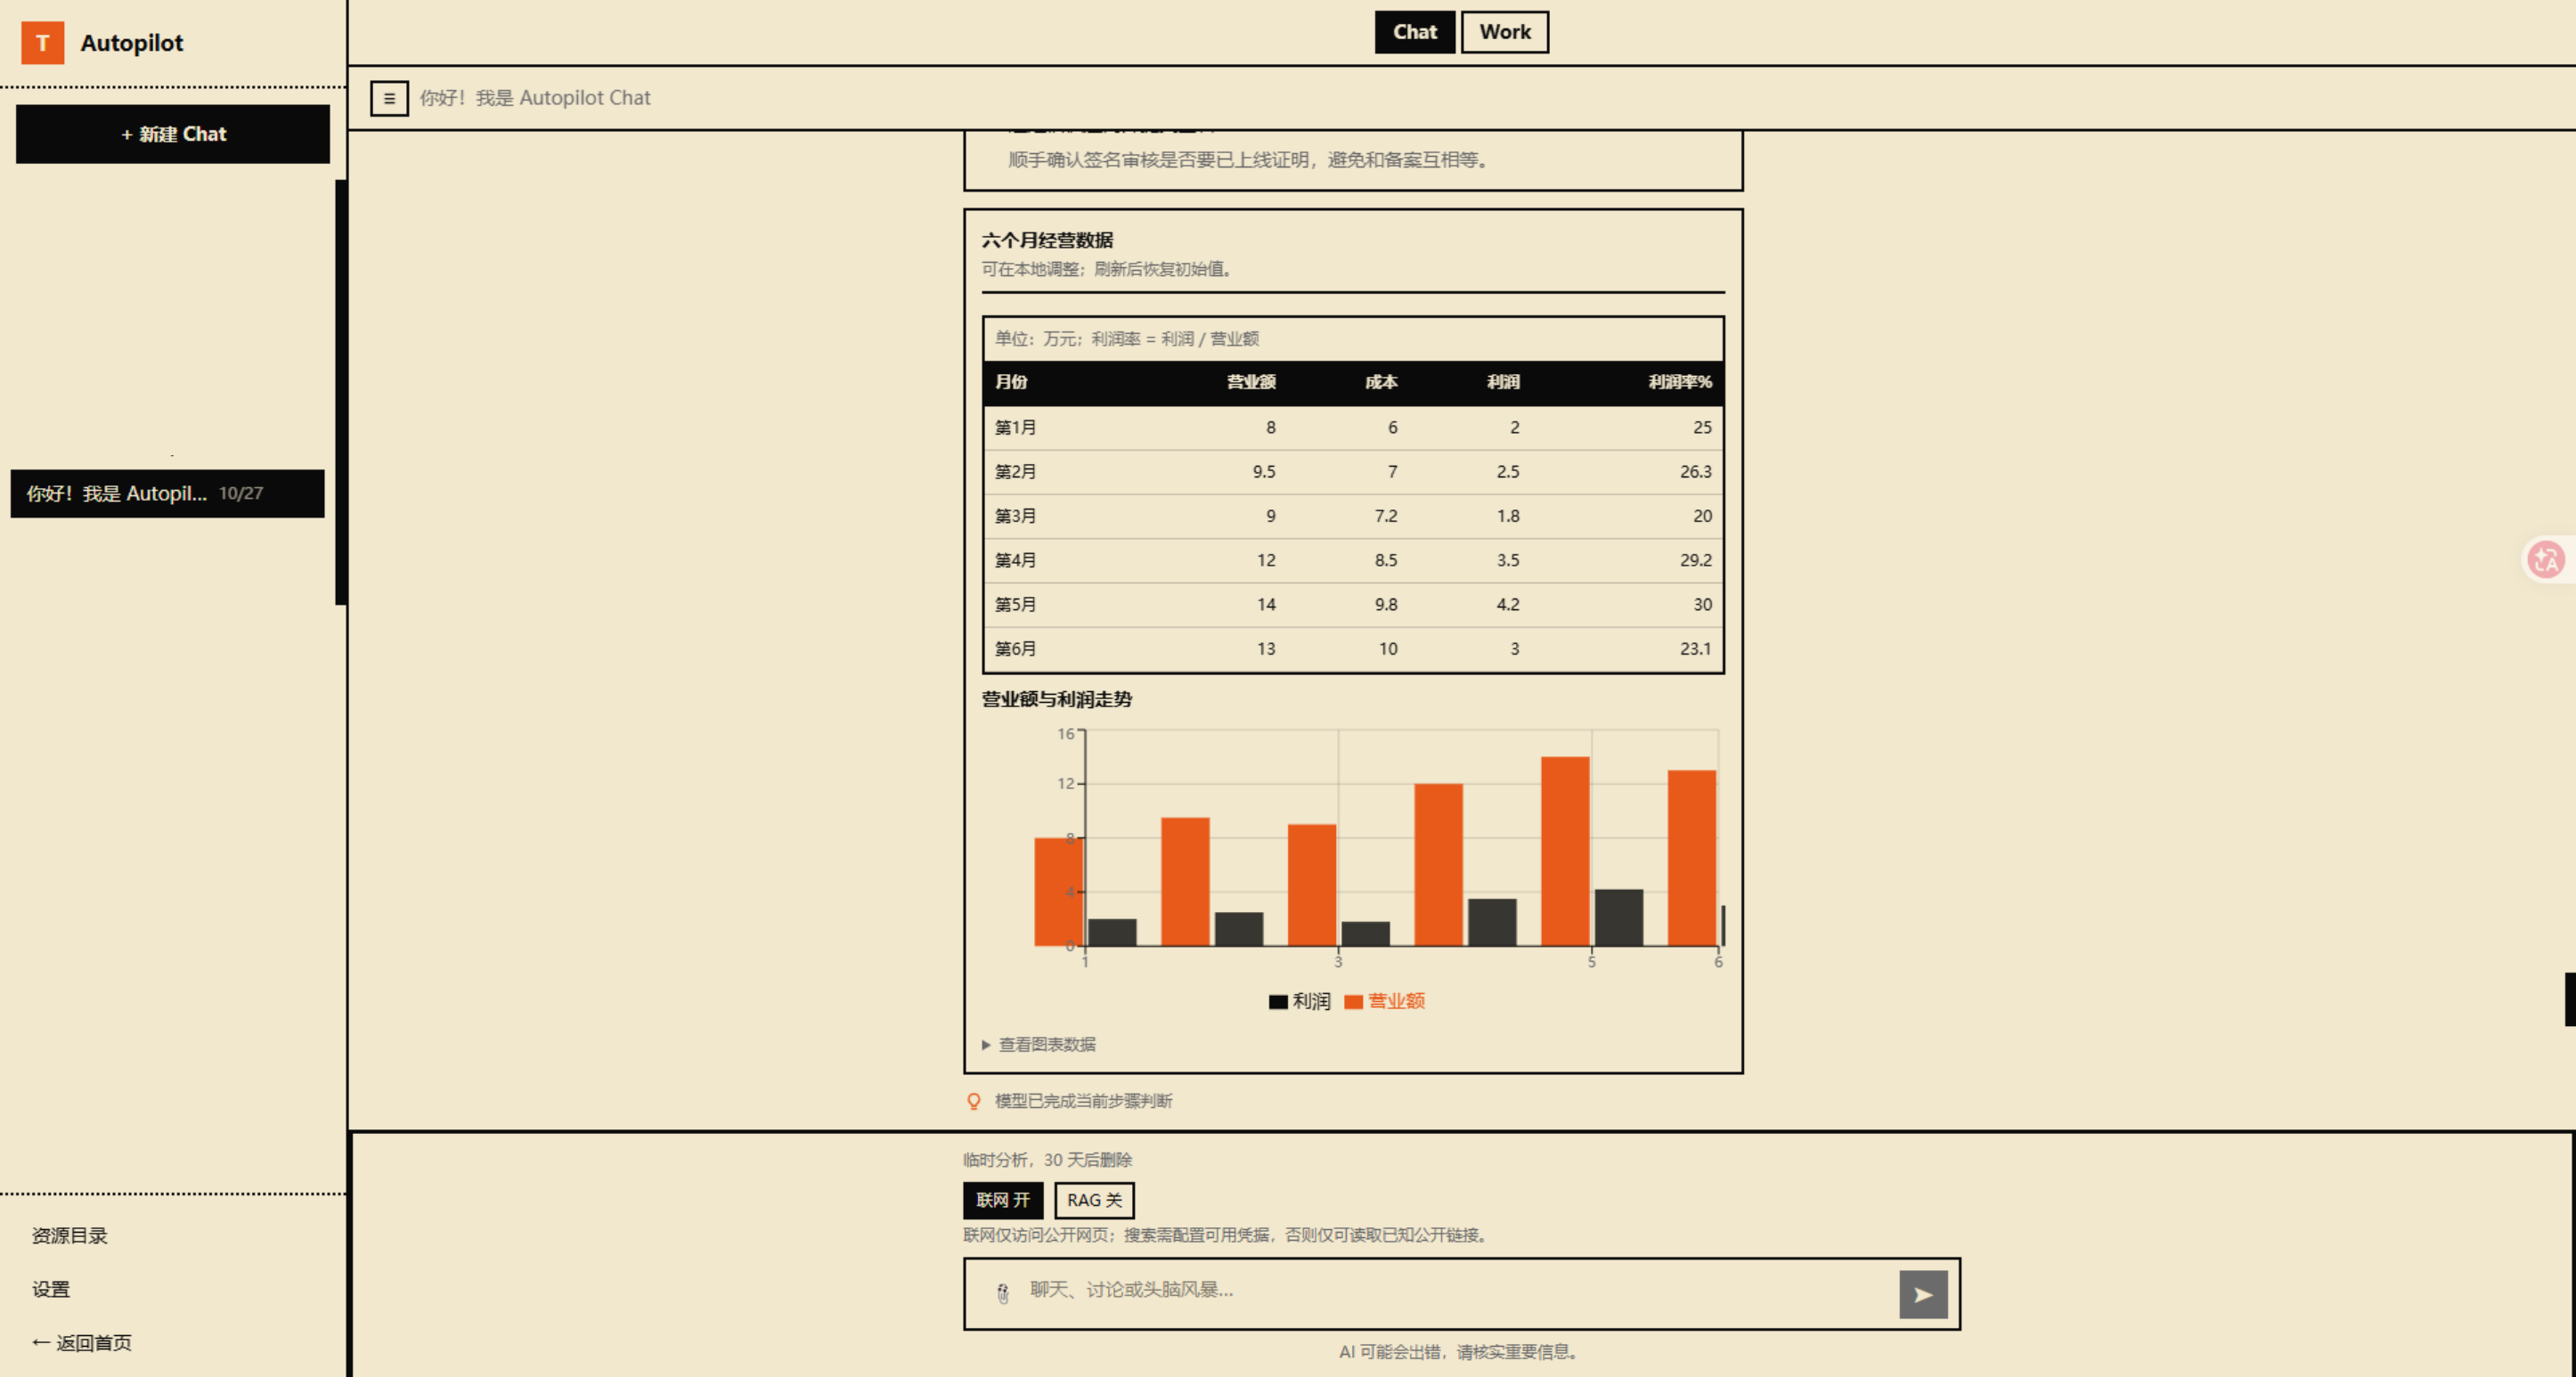 T Autopilot
+ 新建 Chat
你好！我是 Autopil... 10/27
资源目录
设置
← 返回首页
Chat Work
☰ 你好！我是 Autopilot Chat
顺手确认签名审核是否要已上线证明，避免和备案互相等。
六个月经营数据
可在本地调整；刷新后恢复初始值。
单位：万元；利润率 = 利润 / 营业额
月份 营业额 成本 利润 利润率%
第1月 8 6 2 25
第2月 9.5 7 2.5 26.3
第3月 9 7.2 1.8 20
第4月 12 8.5 3.5 29.2
第5月 14 9.8 4.2 30
第6月 13 10 3 23.1
营业额与利润走势
16
12
8
4
0
1 3 5 6
利润 营业额
▶ 查看图表数据
模型已完成当前步骤判断
临时分析，30 天后删除
联网 开 RAG 关
联网仅访问公开网页；搜索需配置可用凭据，否则仅可读取已知公开链接。
聊天、讨论或头脑风暴...
AI 可能会出错，请核实重要信息。